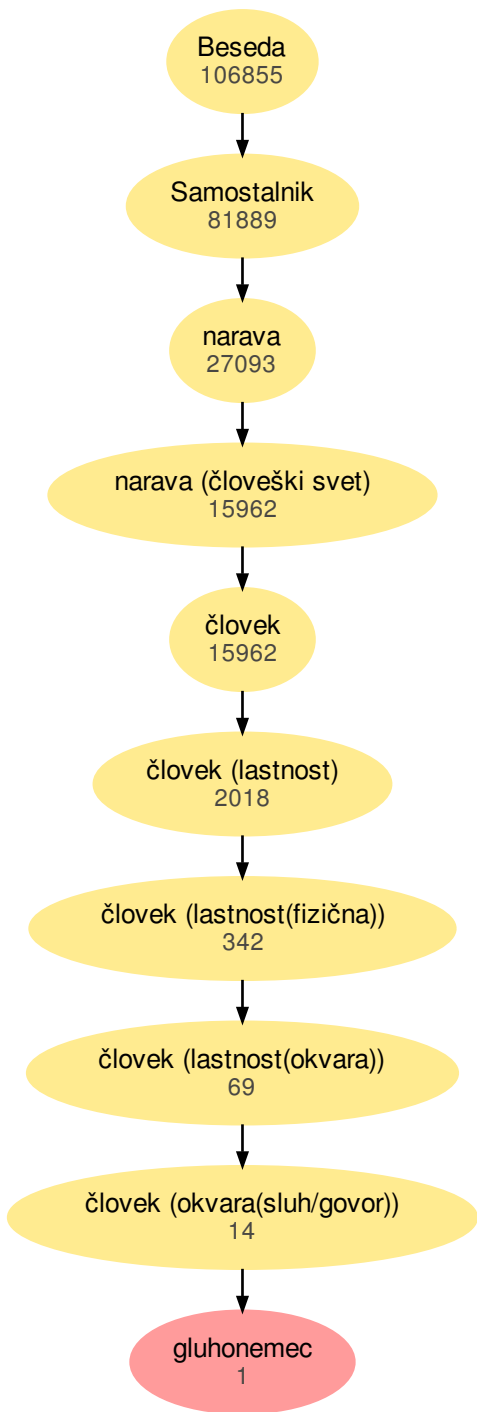 Beseda
106855
Samostalnik
81889
narava
27093
narava (človeški svet)
15962
človek
15962
človek (lastnost)
2018
človek (lastnost(fizična))
342
človek (lastnost(okvara))
69
človek (okvara(sluh/govor))
14
gluhonemec
1